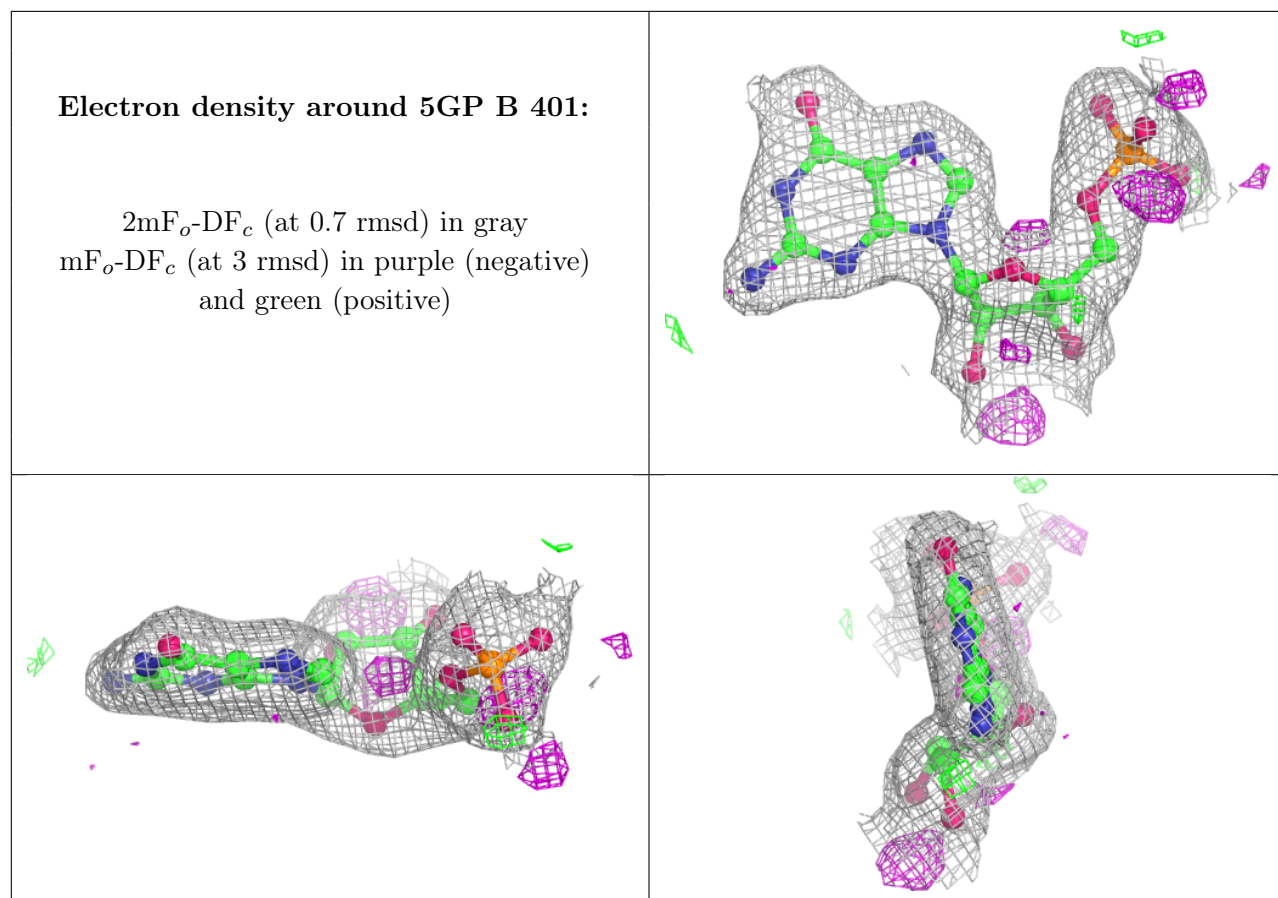 Electron density around 5GP B 401:
2mFo-DFc (at 0.7 rmsd) in gray
mFo-DFc (at 3 rmsd) in purple (negative)
and green (positive)